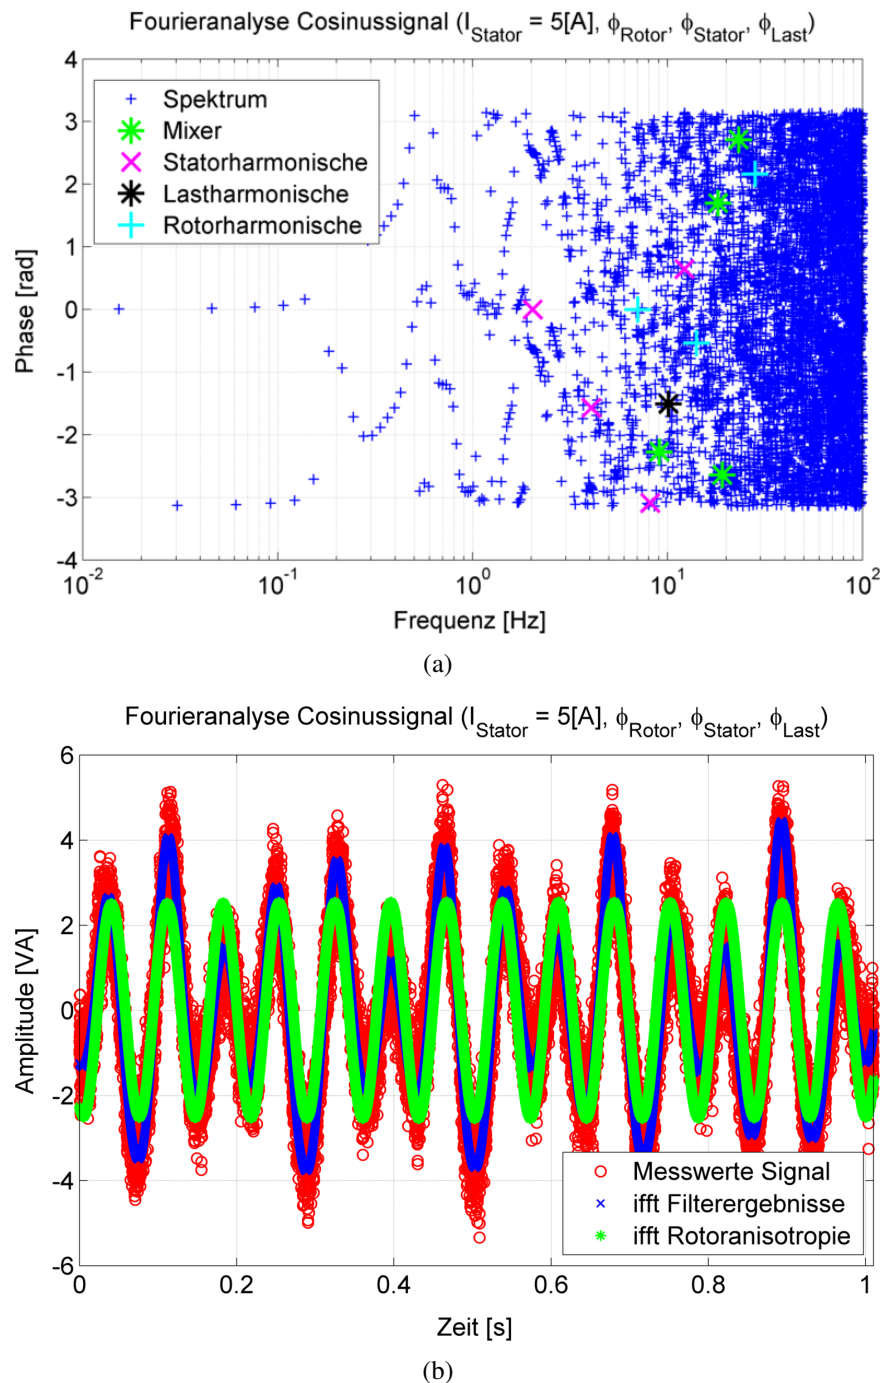 Fourieranalyse Cosinussignal (I_Stator = 5[A], ϕ_Rotor, ϕ_Stator, ϕ_Last)
4
3
2
1
0
-1
-2
-3
-4
Phase [rad]
Spektrum
Mixer
Statorharmonische
Lastharmonische
Rotorharmonische
10^-2
10^-1
10^0
10^1
10^2
Frequenz [Hz]
(a)
Fourieranalyse Cosinussignal (I_Stator = 5[A], ϕ_Rotor, ϕ_Stator, ϕ_Last)
6
4
2
0
-2
-4
-6
Amplitude [VA]
Messwerte Signal
ifft Filterergebnisse
ifft Rotoranisotropie
0
0.2
0.4
0.6
0.8
1
Zeit [s]
(b)